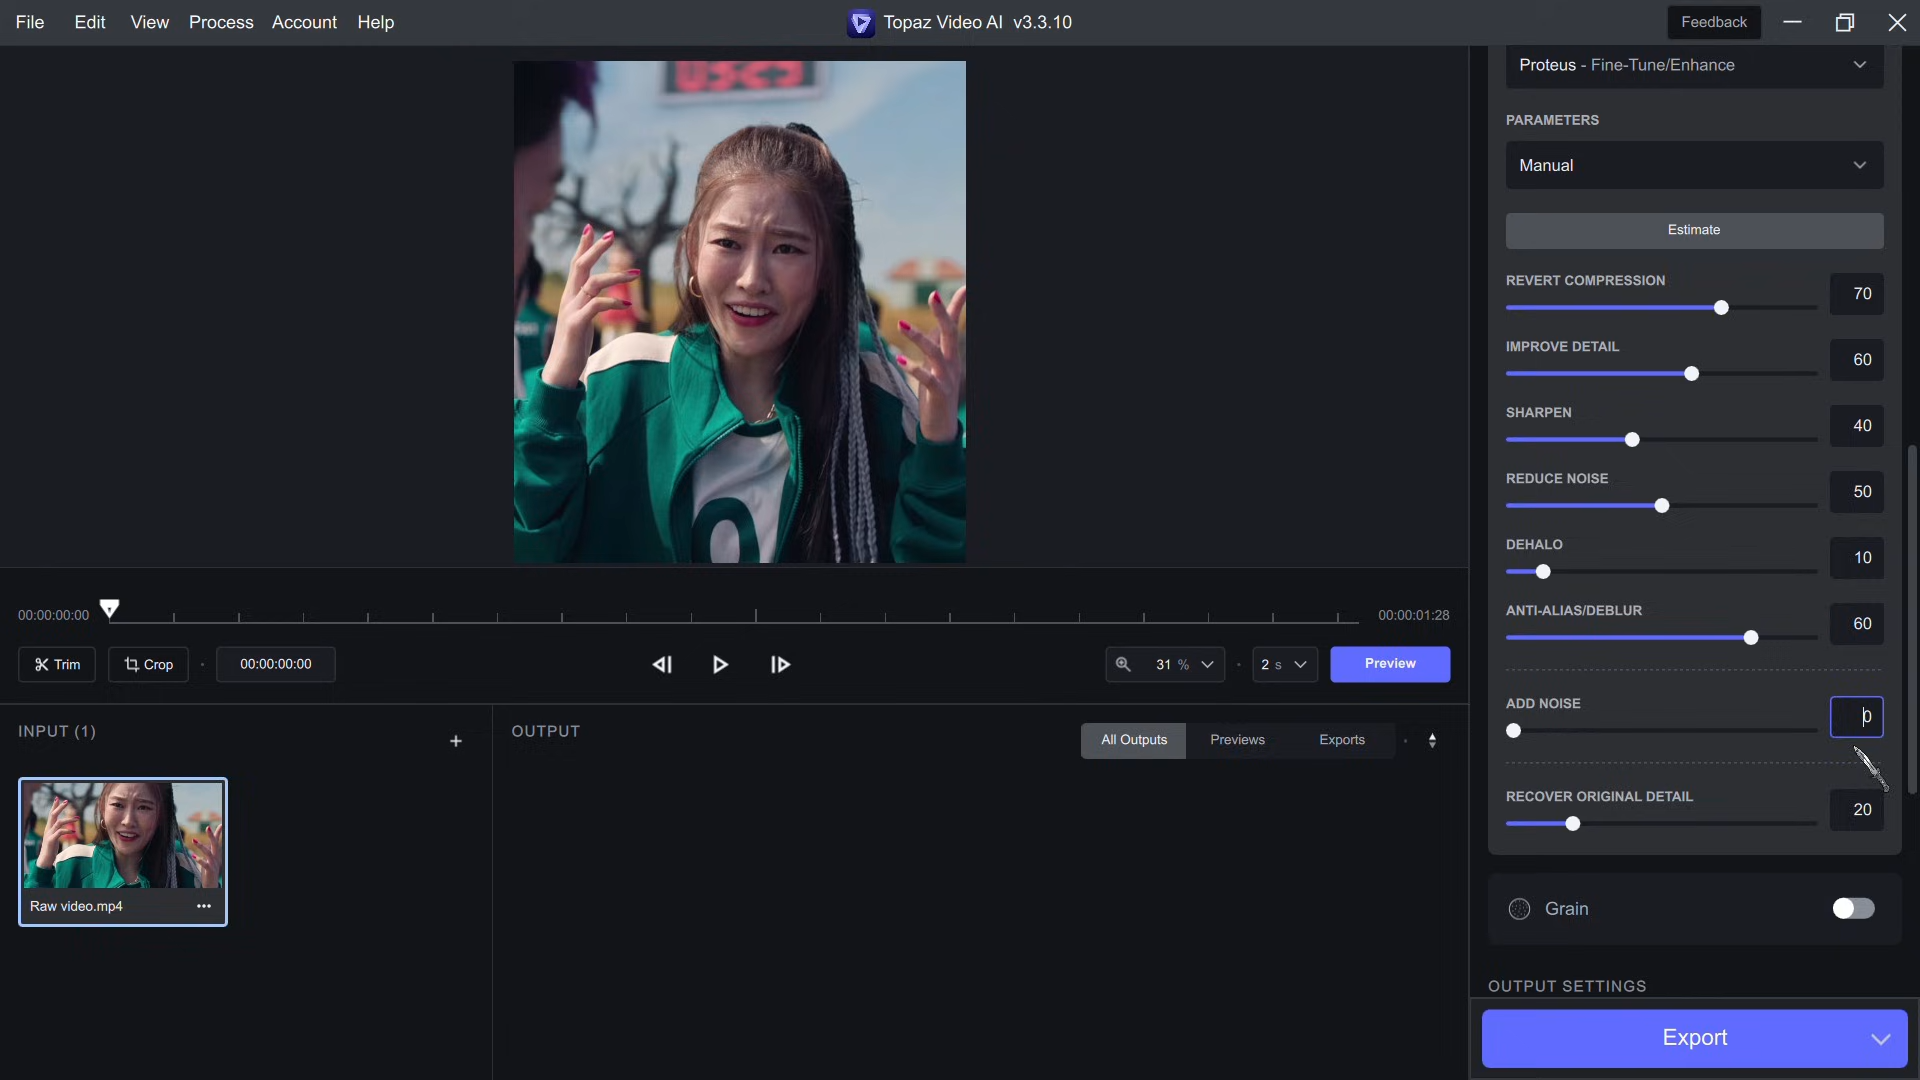 File Edit View Process Account Help
Topaz Video AI v3.3.10
Feedback
Proteus - Fine-Tune/Enhance
PARAMETERS
Manual
Estimate
REVERT COMPRESSION 70
IMPROVE DETAIL 60
SHARPEN 40
REDUCE NOISE 50
DEHALO 10
ANTI-ALIAS/DEBLUR 60
ADD NOISE 0
RECOVER ORIGINAL DETAIL 20
Grain
OUTPUT SETTINGS
Export
00:00:00:00 00:00:01:28
Trim Crop 00:00:00:00 31 % 2 s Preview
INPUT (1)
Raw video.mp4
OUTPUT All Outputs Previews Exports